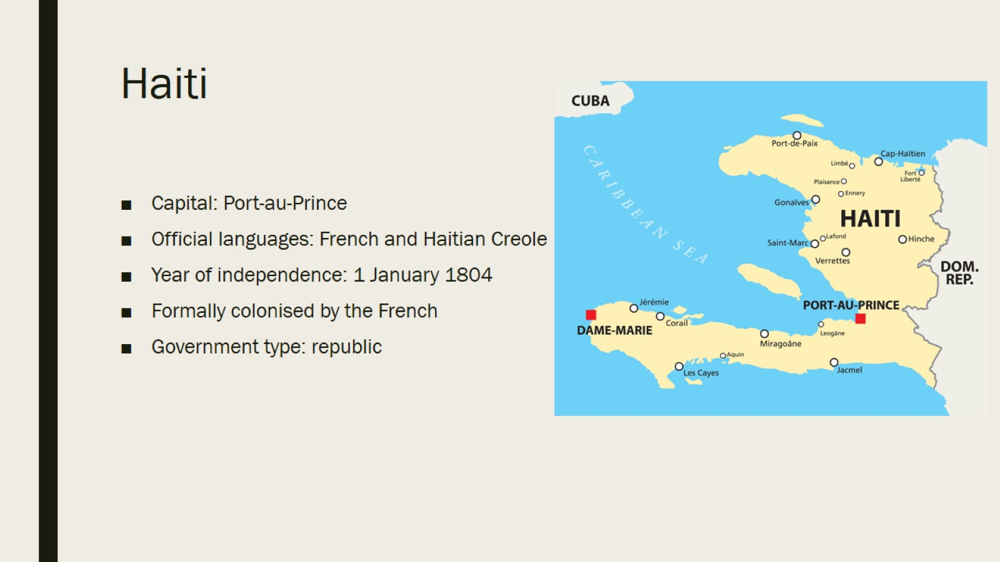 Haiti
■ Capital: Port-au-Prince
■ Official languages: French and Haitian Creole
■ Year of independence: 1 January 1804
■ Formally colonised by the French
■ Government type: republic
CUBA
CARIBBEAN SEA
Port-de-Paix
Cap-Haïtien
Limbé
Fort
Liberté
Plaisance
Ennery
Gonaïves
HAITI
Lafond
Hinche
Saint-Marc
Verrettes
DOM.
REP.
Jérémie
PORT-AU-PRINCE
Corail
DAME-MARIE
Leogâne
Miragoâne
Aquin
Les Cayes
Jacmel